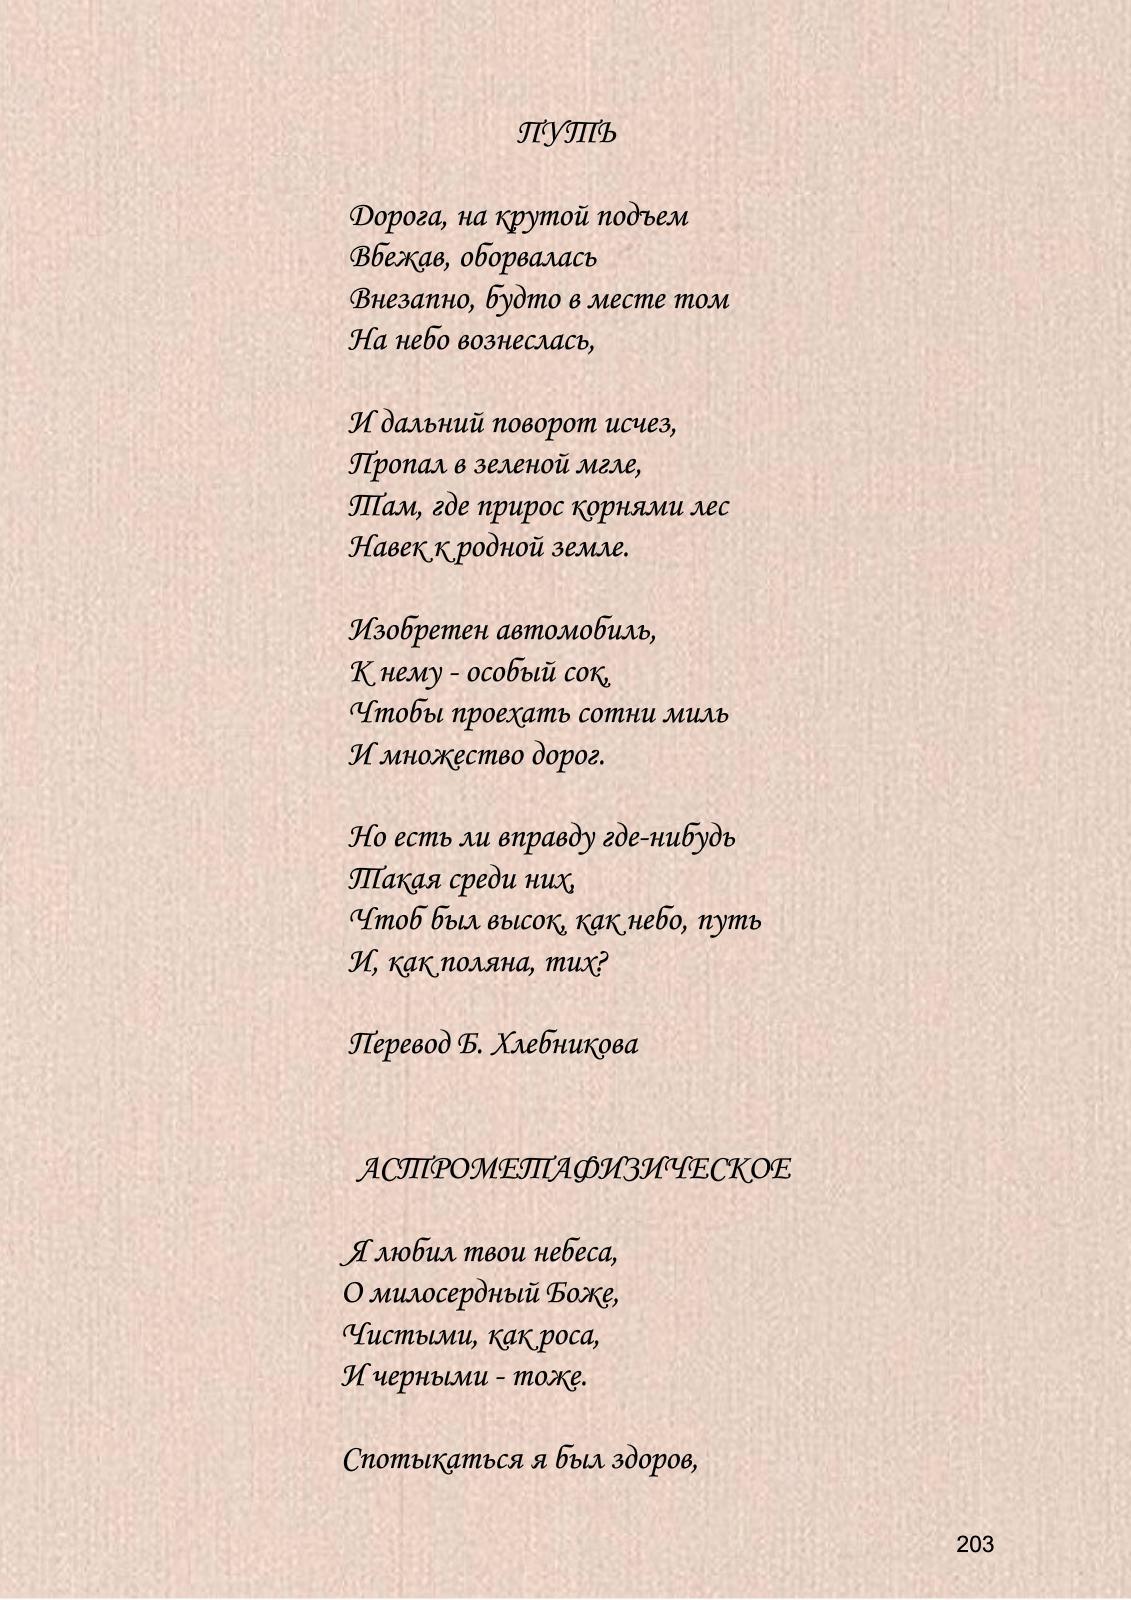 ПУТЬ
Дорога, на крутой подъем
Вбежав, оборвалась
Внезапно, будто в месте том
На небо вознеслась,
И дальний поворот исчез,
Пропал в зеленой мгле,
Там, где прирос корнями лес
Навек к родной земле.
Изобретен автомобиль,
К нему - особый сок,
Чтобы проехать сотни миль
И множество дорог.
Но есть ли вправду где-нибудь
Такая среди них,
Чтоб был высок, как небо, путь
И, как поляна, тих?
Перевод Б. Хлебникова
АСТРОМЕТАФИЗИЧЕСКОЕ
Я любил твои небеса,
О милосердный Боже,
Чистыми, как роса,
И черными - тоже.
Спотыкаться я был здоров,
203